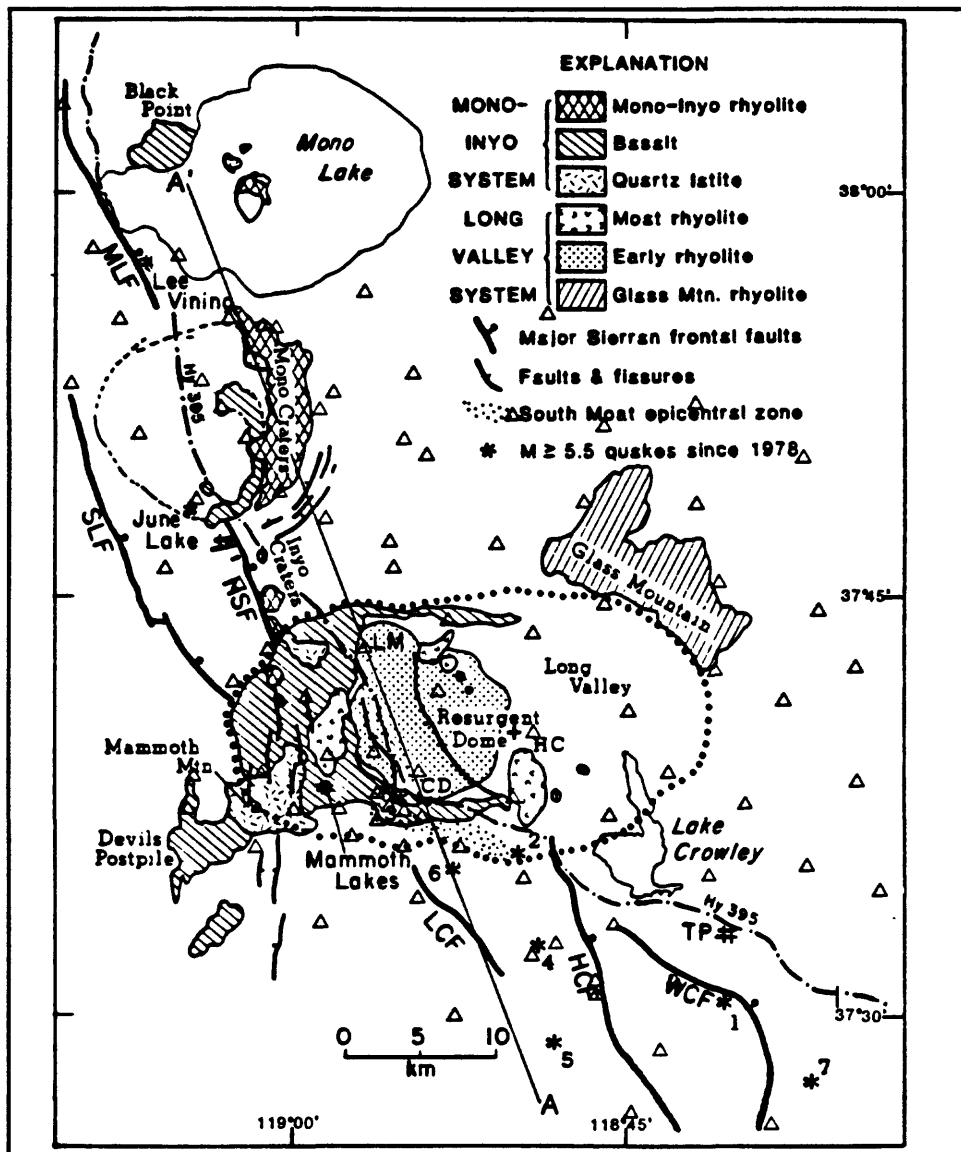 EXPLANATION
MONO-
Mono-Inyo rhyolite
INYO
Basalt
SYSTEM
Quartz latite
LONG
Moat rhyolite
VALLEY
Early rhyolite
SYSTEM
Glass Mtn. rhyolite
Major Sierran frontal faults
Faults & fissures
South Moat epicentral zone
* M ≥ 5.5 quakes since 1978
Black
Point
Mono
Lake
A'
38°00'
MLF
Lee
Vining
Hy 395
Mono Craters
June
Lake
SLF
HSF
Inyo
Craters
Glass Mountain
37°45'
LM
Long
Valley
Resurgent
Dome
HC
Mammoth
Mtn
CD
Devils
Postpile
Mammoth
Lakes
Lake
Crowley
2
6
LCF
Hy 395
TP
4
HCF
WCF
1
37°30'
0 5 10
km
5
7
A
119°00'
118°45'